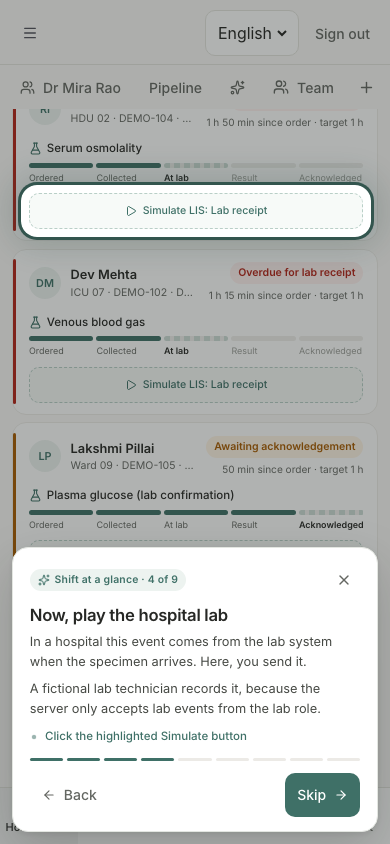 English
Sign out
Dr Mira Rao
Pipeline
Team
HDU 02 · DEMO-104 · ...
1 h 50 min since order · target 1 h
Serum osmolality
Ordered Collected At lab Result Acknowledged
Simulate LIS: Lab receipt
DM
Dev Mehta
Overdue for lab receipt
ICU 07 · DEMO-102 · D...
1 h 15 min since order · target 1 h
Venous blood gas
Ordered Collected At lab Result Acknowledged
Simulate LIS: Lab receipt
LP
Lakshmi Pillai
Awaiting acknowledgement
Ward 09 · DEMO-105 · ...
50 min since order · target 1 h
Plasma glucose (lab confirmation)
Ordered Collected At lab Result Acknowledged
Shift at a glance · 4 of 9
Now, play the hospital lab
In a hospital this event comes from the lab system
when the specimen arrives. Here, you send it.
A fictional lab technician records it, because the
server only accepts lab events from the lab role.
Click the highlighted Simulate button
Back
Skip